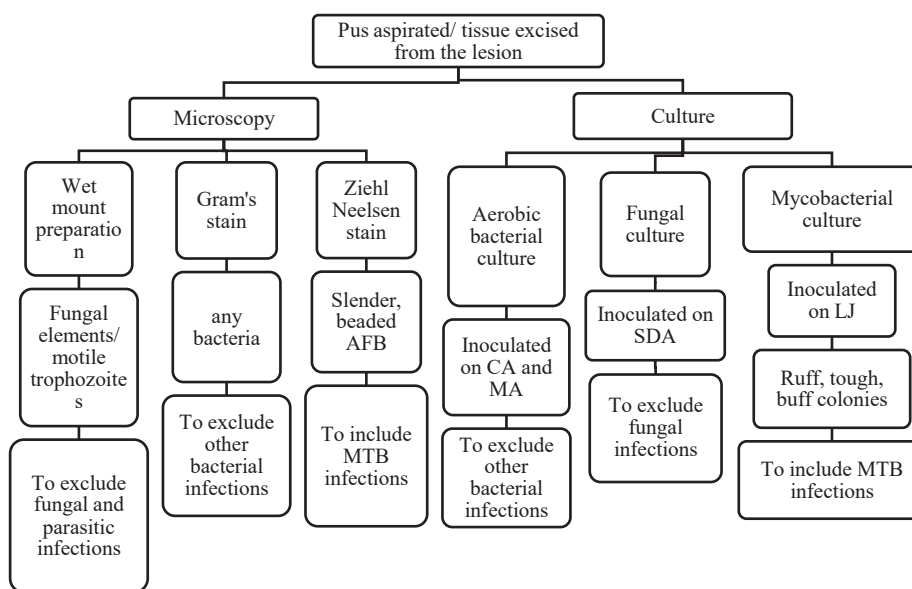 Pus aspirated/ tissue excised
from the lesion
Microscopy
Culture
Wet
mount
preparatio
n
Gram's
stain
Ziehl
Neelsen
stain
Aerobic
bacterial
culture
Fungal
culture
Mycobacterial
culture
Fungal
elements/
motile
trophozoite
s
any
bacteria
Slender,
beaded
AFB
Inoculated
on CA and
MA
Inoculated on
SDA
Inoculated
on LJ
To exclude
fungal and
parasitic
infections
To exclude
other
bacterial
infections
To include
MTB
infections
To exclude
other
bacterial
infections
To exclude
fungal
infections
Ruff, tough,
buff colonies
To include MTB
infections